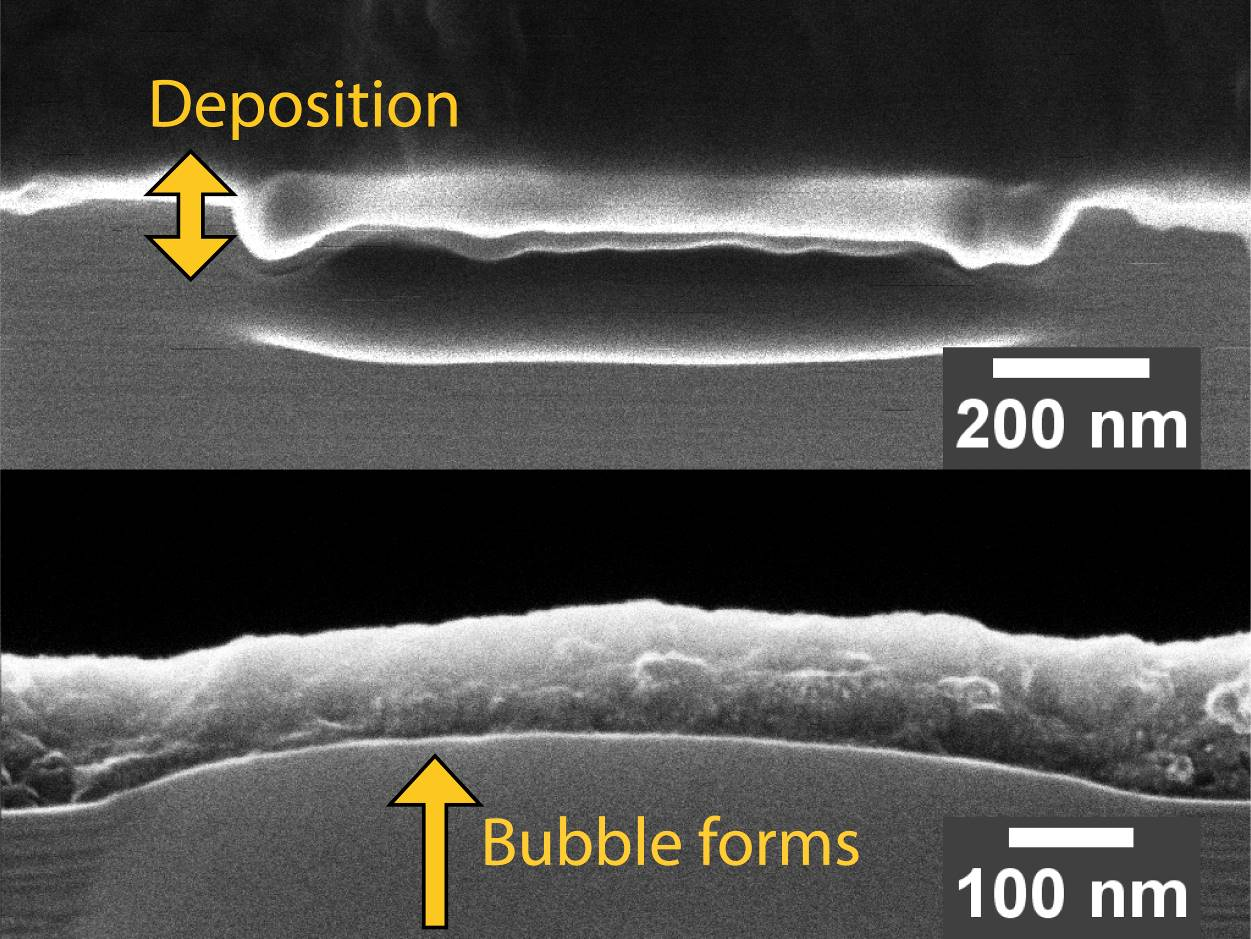 Deposition
200 nm
Bubble forms
100 nm